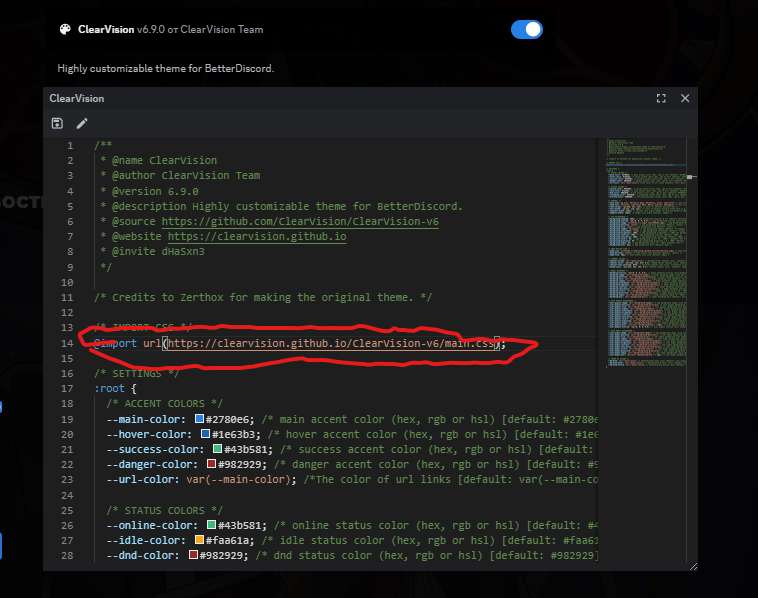 ClearVision v6.9.0 от ClearVision Team
Highly customizable theme for BetterDiscord.
ClearVision
1 /**
2 * @name ClearVision
3 * @author ClearVision Team
4 * @version 6.9.0
5 * @description Highly customizable theme for BetterDiscord.
6 * @source https://github.com/ClearVision/ClearVision-v6
7 * @website https://clearvision.github.io
8 * @invite dHaSxn3
9 */
10
11 /* Credits to Zerthox for making the original theme. */
12
13 /* IMPORT CSS */
14 @import url(https://clearvision.github.io/ClearVision-v6/main.css);
15
16 /* SETTINGS */
17 :root {
18 /* ACCENT COLORS */
19 --main-color: #2780e6; /* main accent color (hex, rgb or hsl) [default: #2780e
20 --hover-color: #1e63b3; /* hover accent color (hex, rgb or hsl) [default: #1e6
21 --success-color: #43b581; /* success accent color (hex, rgb or hsl) [default:
22 --danger-color: #982929; /* danger accent color (hex, rgb or hsl) [default: #9
23 --url-color: var(--main-color); /*The color of url links [default: var(--main-co
24
25 /* STATUS COLORS */
26 --online-color: #43b581; /* online status color (hex, rgb or hsl) [default: #4
27 --idle-color: #faa61a; /* idle status color (hex, rgb or hsl) [default: #faa61
28 --dnd-color: #982929; /* dnd status color (hex, rgb or hsl) [default: #982929]